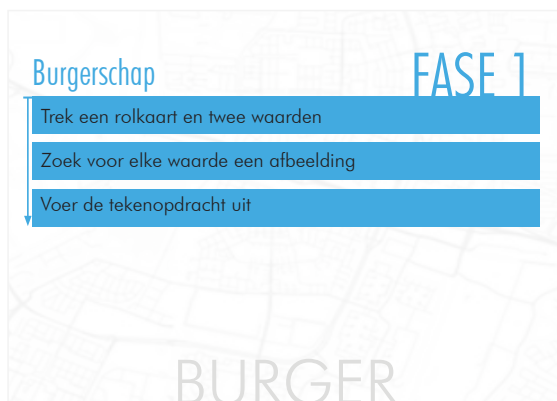 Burgerschap
FASE 1
Trek een rolkaart en twee waarden
Zoek voor elke waarde een afbeelding
Voer de tekenopdracht uit
BURGER